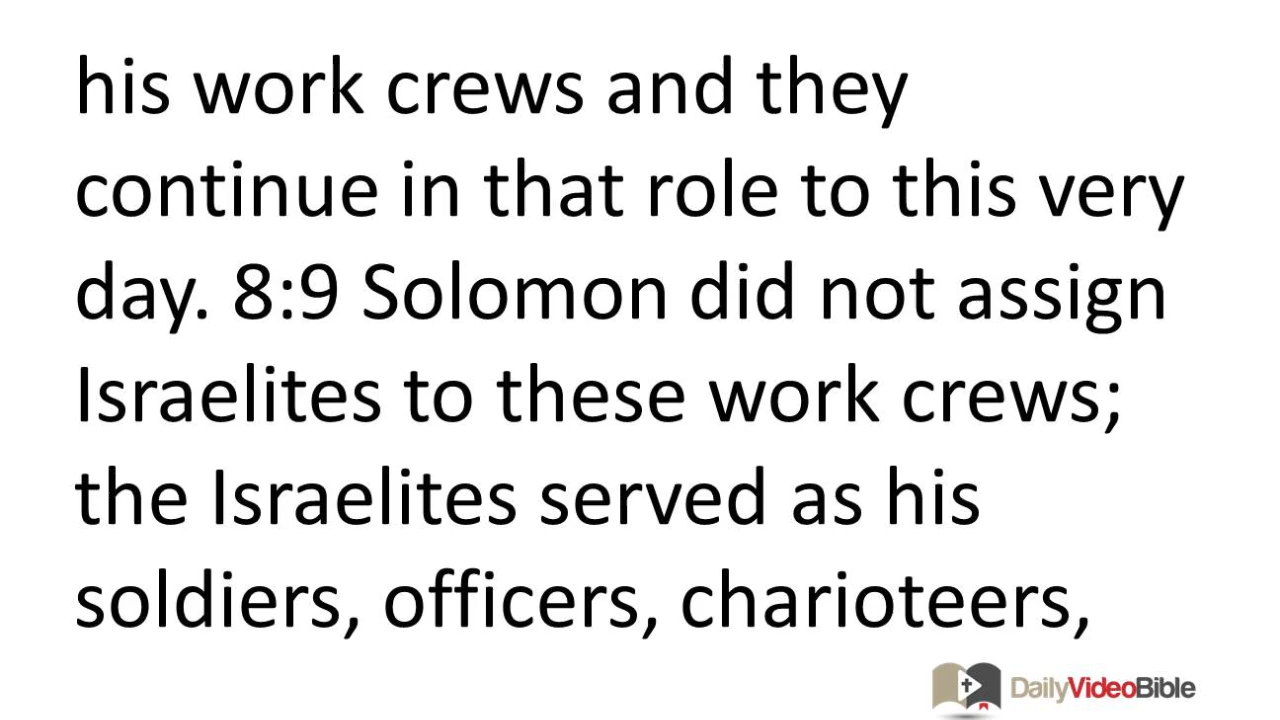 his work crews and they
continue in that role to this very
day. 8:9 Solomon did not assign
Israelites to these work crews;
the Israelites served as his
soldiers, officers, charioteers,
DailyVideoBible